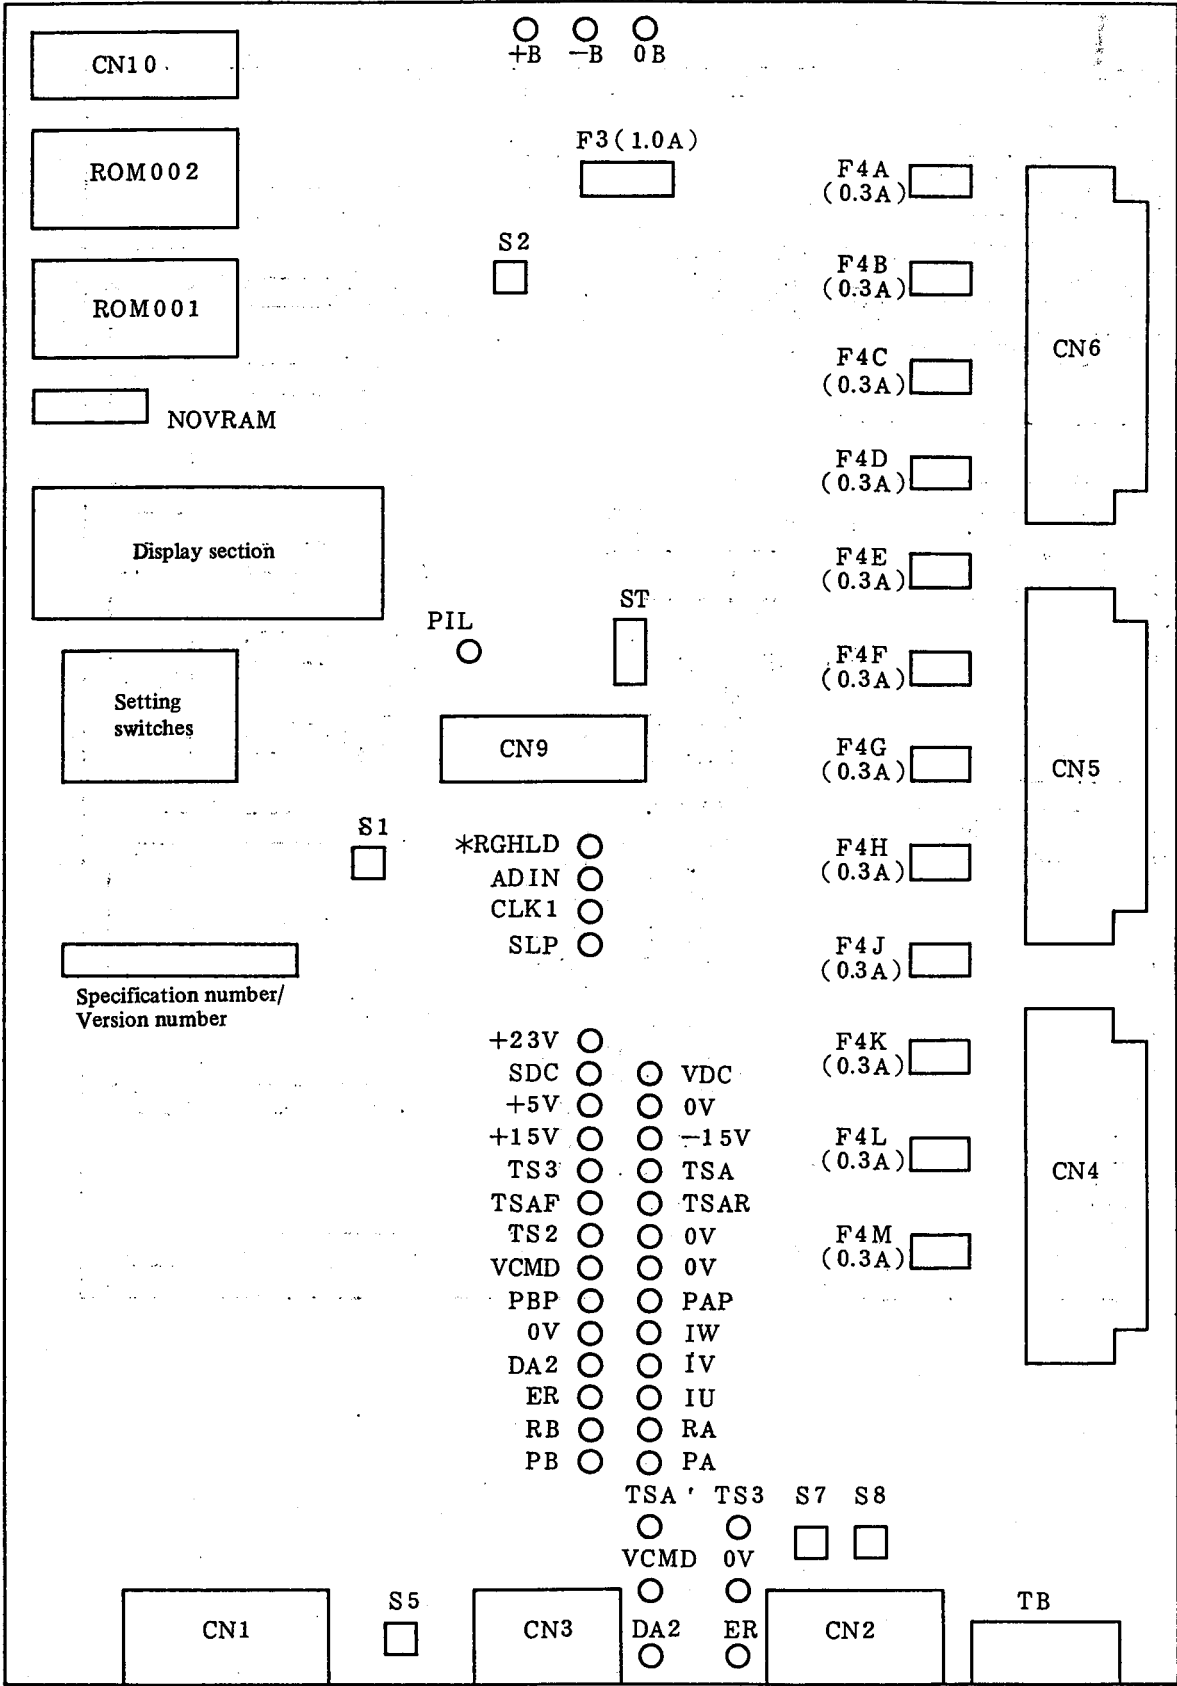 +B −B 0B
CN10
F3(1.0A)
ROM002
F4A
(0.3A)
S2
F4B
(0.3A)
ROM001
CN6
F4C
(0.3A)
NOVRAM
F4D
(0.3A)
Display section
F4E
(0.3A)
ST
PIL
F4F
(0.3A)
Setting
switches
CN9
F4G
(0.3A)
CN5
S1
*RGHLD
F4H
(0.3A)
ADIN
CLK1
SLP
F4J
(0.3A)
Specification number/
Version number
+23V
F4K
(0.3A)
SDC VDC
+5V 0V
+15V −15V
F4L
(0.3A)
TS3 TSA
CN4
TSAF TSAR
TS2 0V
F4M
(0.3A)
VCMD 0V
PBP PAP
0V IW
DA2 IV
ER IU
RB RA
PB PA
TSA TS3 S7 S8
VCMD 0V
S5 TB
CN1 CN3 DA2 ER CN2